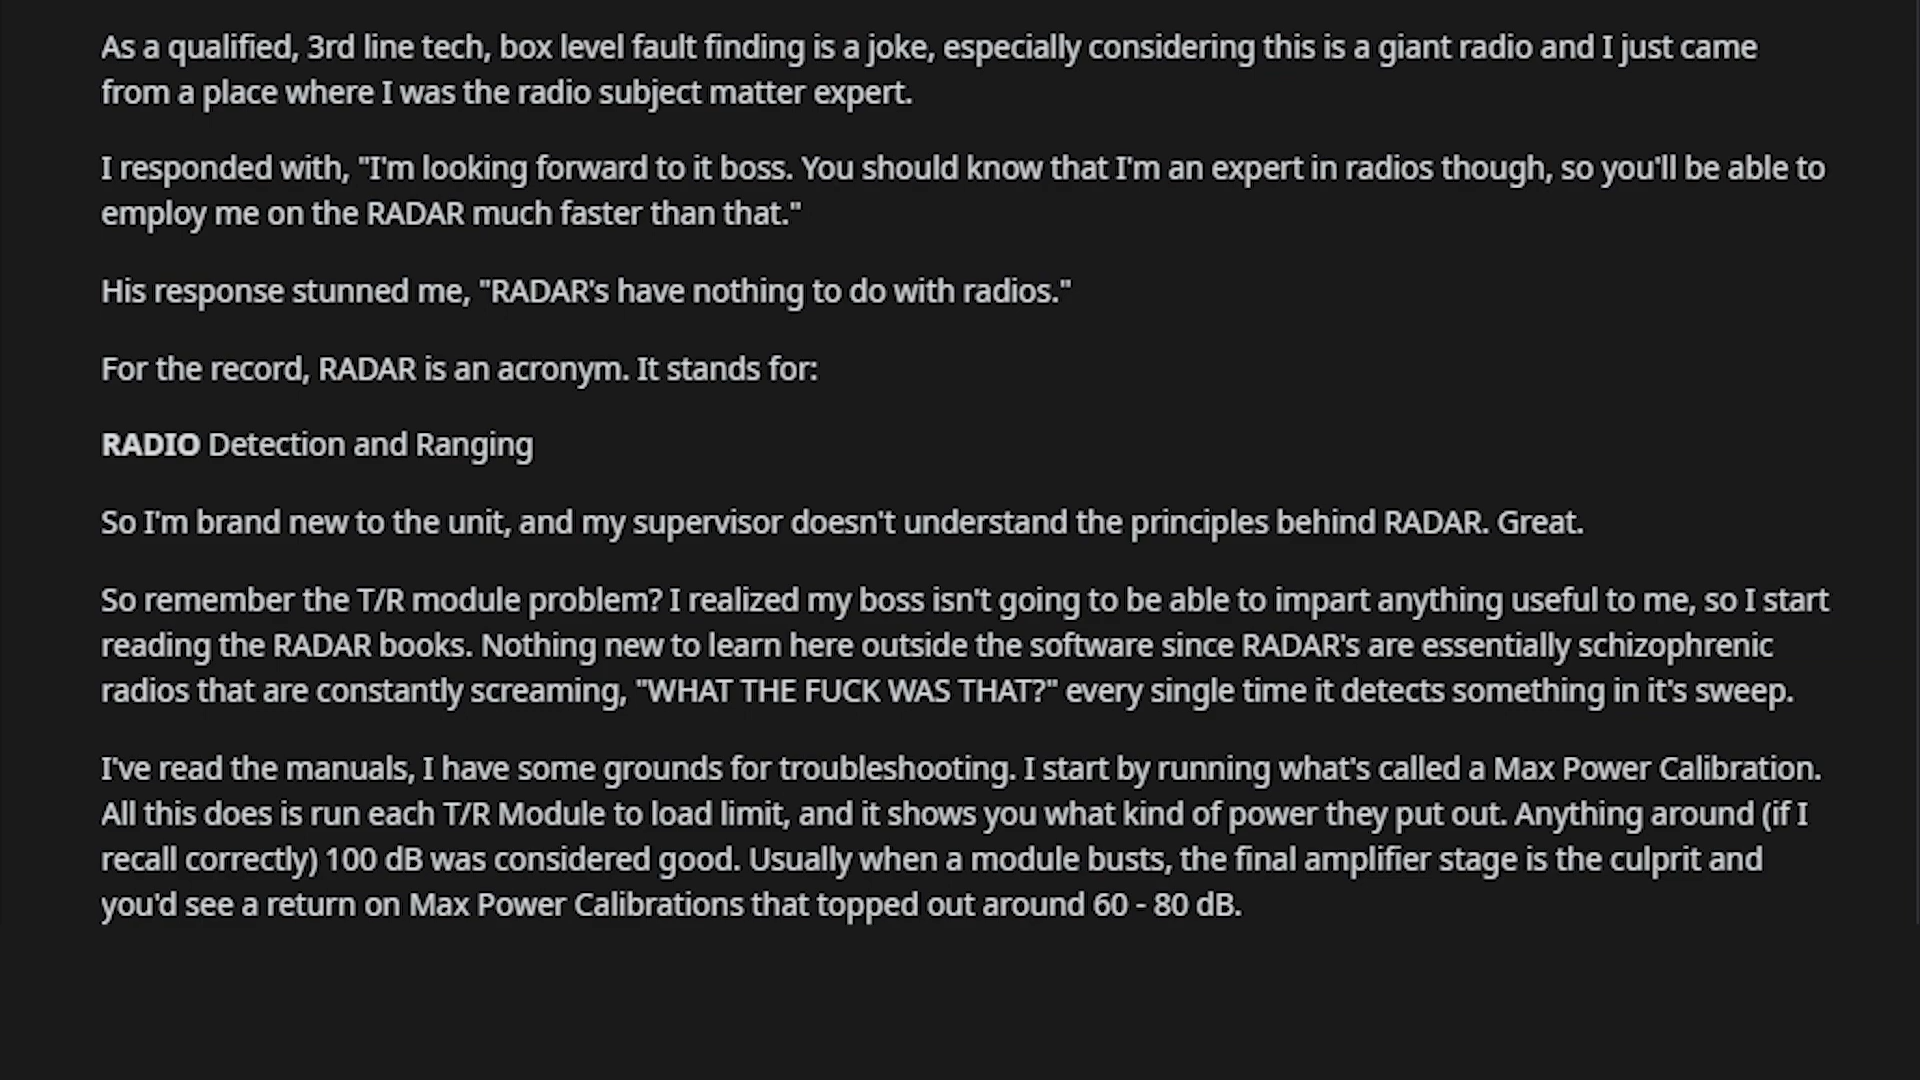 As a qualified, 3rd line tech, box level fault finding is a joke, especially considering this is a giant radio and I just came
from a place where I was the radio subject matter expert.
I responded with, "I'm looking forward to it boss. You should know that I'm an expert in radios though, so you'll be able to
employ me on the RADAR much faster than that."
His response stunned me, "RADAR's have nothing to do with radios."
For the record, RADAR is an acronym. It stands for:
RADIO Detection and Ranging
So I'm brand new to the unit, and my supervisor doesn't understand the principles behind RADAR. Great.
So remember the T/R module problem? I realized my boss isn't going to be able to impart anything useful to me, so I start
reading the RADAR books. Nothing new to learn here outside the software since RADAR's are essentially schizophrenic
radios that are constantly screaming, "WHAT THE FUCK WAS THAT?" every single time it detects something in it's sweep.
I've read the manuals, I have some grounds for troubleshooting. I start by running what's called a Max Power Calibration.
All this does is run each T/R Module to load limit, and it shows you what kind of power they put out. Anything around (if I
recall correctly) 100 dB was considered good. Usually when a module busts, the final amplifier stage is the culprit and
you'd see a return on Max Power Calibrations that topped out around 60 - 80 dB.